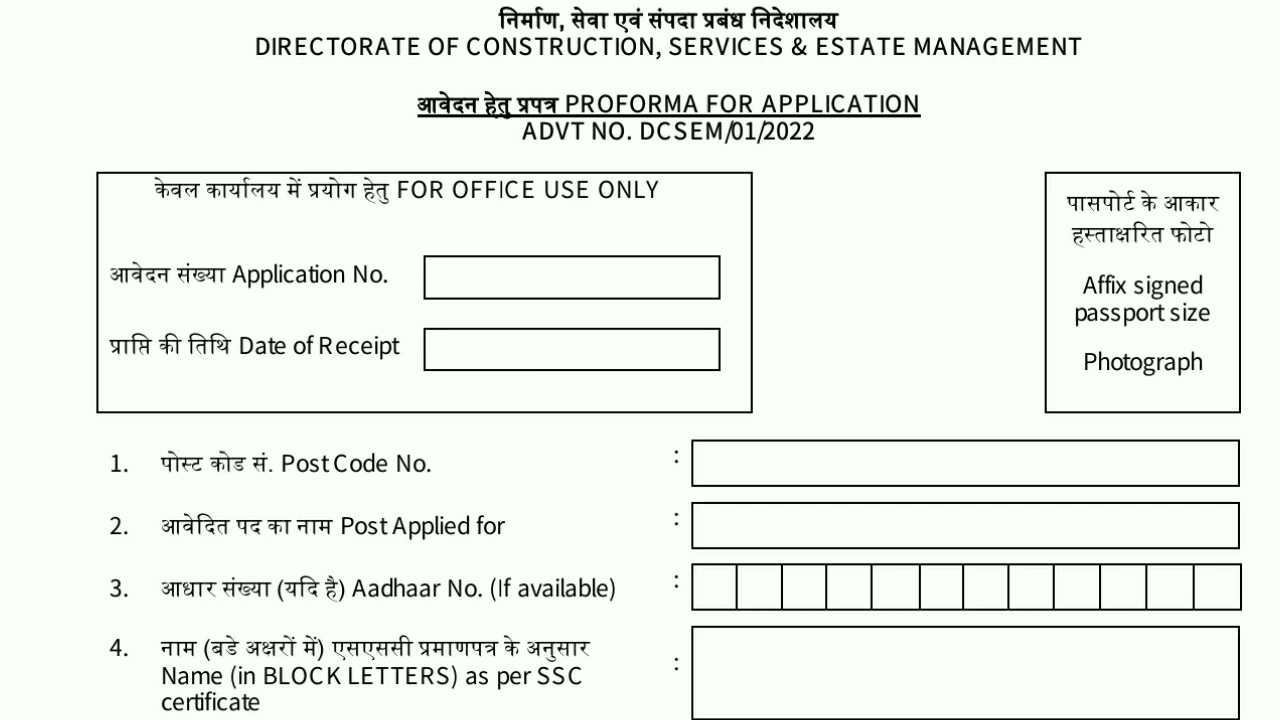 निर्माण, सेवा एवं संपदा प्रबंध निदेशालय
DIRECTORATE OF CONSTRUCTION, SERVICES & ESTATE MANAGEMENT
आवेदन हेतु प्रपत्र PROFORMA FOR APPLICATION
ADVT NO. DCSEM/01/2022
केवल कार्यालय में प्रयोग हेतु FOR OFFICE USE ONLY
आवेदन संख्या Application No.
प्राप्ति की तिथि Date of Receipt
पासपोर्ट के आकार
हस्ताक्षरित फोटो
Affix signed
passport size
Photograph
1. पोस्ट कोड सं. Post Code No. :
2. आवेदित पद का नाम Post Applied for :
3. आधार संख्या (यदि है) Aadhaar No. (If available) :
4. नाम (बडे अक्षरों में) एसएससी प्रमाणपत्र के अनुसार
Name (in BLOCK LETTERS) as per SSC :
certificate